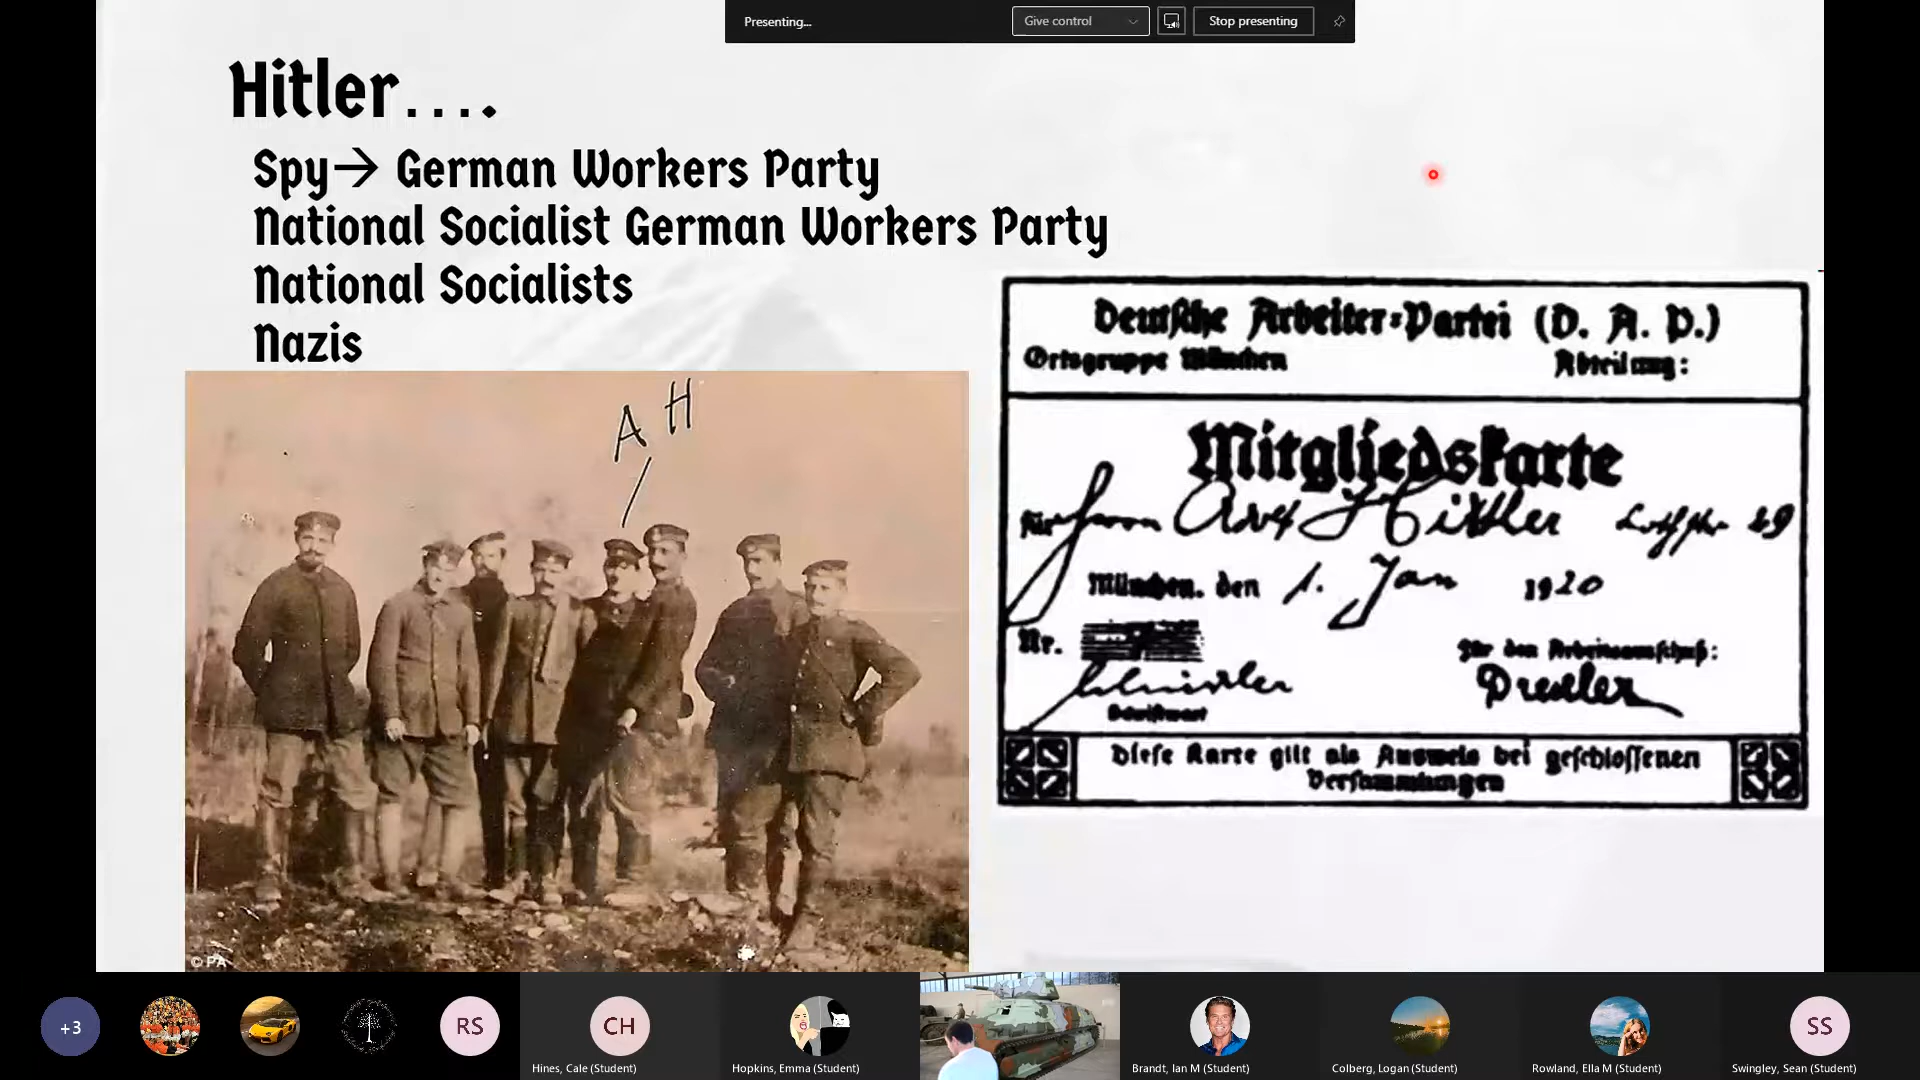 Presenting...
Give control
Stop presenting
Hitler....
Spy→ German Workers Party
National Socialist German Workers Party
National Socialists
Nazis
A H
© PA
Deutsche Arbeiter=Partei (D. A. P.)
Ortsgruppe München
Abteilung:
Mitgliedskarte
für Herrn Adolf Hitler
München, den 1. Jan 1920
Nr.
Für den Arbeitsausschuß:
Drexler
Schriftwart
Diese Karte gilt als Ausweis bei geschlossenen
Versammlungen
+3
RS
CH
Hines, Cale (Student)
Hopkins, Emma (Student)
Brandt, Ian M (Student)
Colberg, Logan (Student)
Rowland, Ella M (Student)
SS
Swingley, Sean (Student)